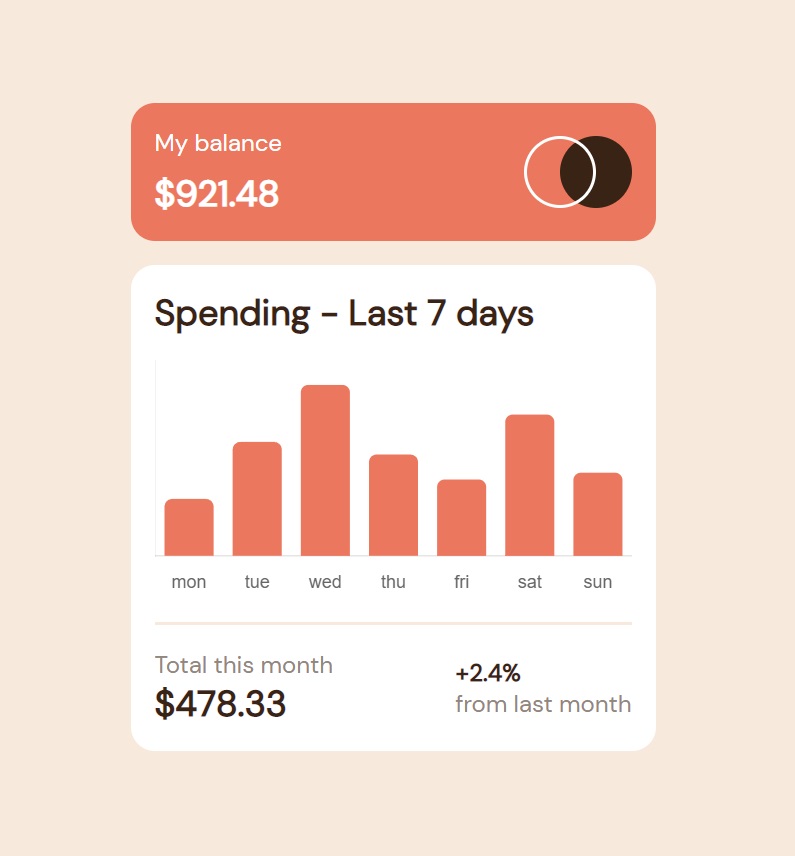 My balance
$921.48
Spending - Last 7 days
mon tue wed thu fri sat sun
Total this month
$478.33
+2.4%
from last month